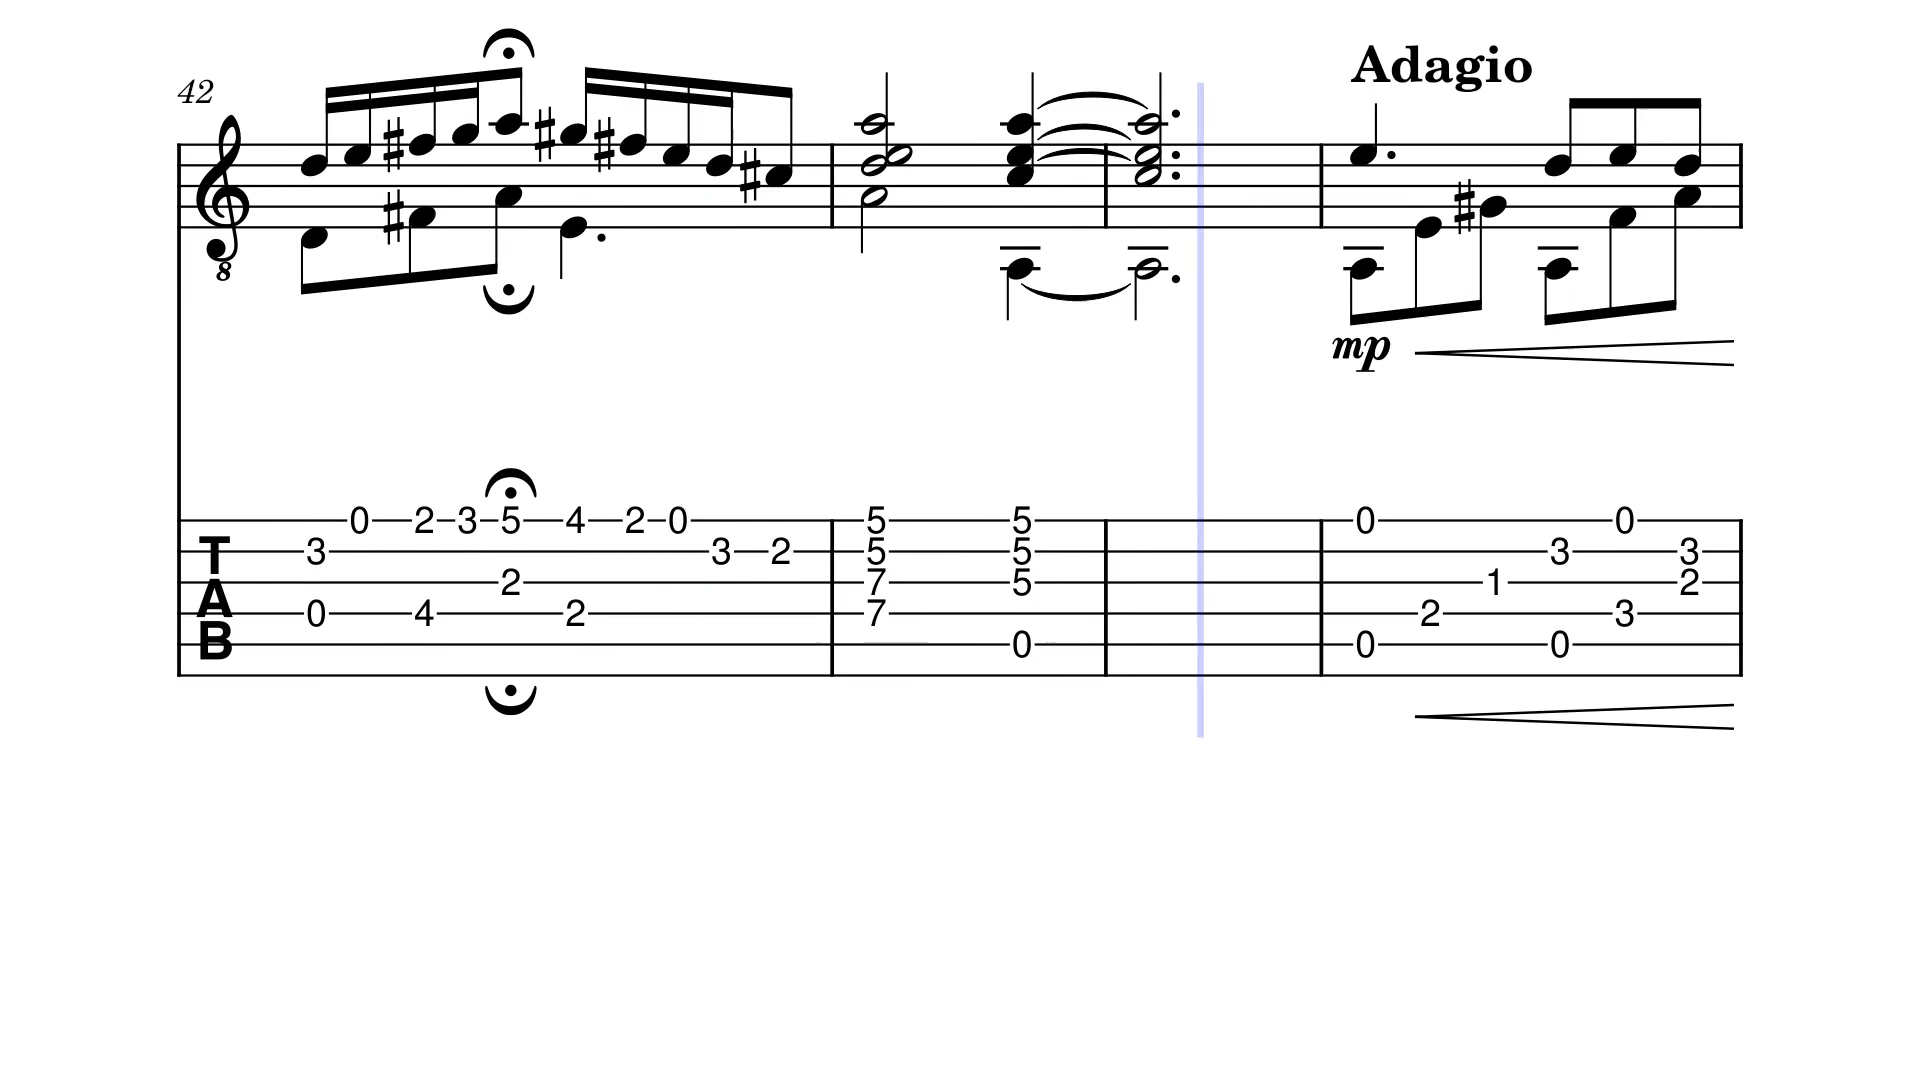 Adagio
42
8
mp
0 2 3 5 4 2 0 5 5 0 0
3 3 2 5 5 3 3
2 7 5 1 2
0 4 2 7 2 3
0 0 0
T
A
B